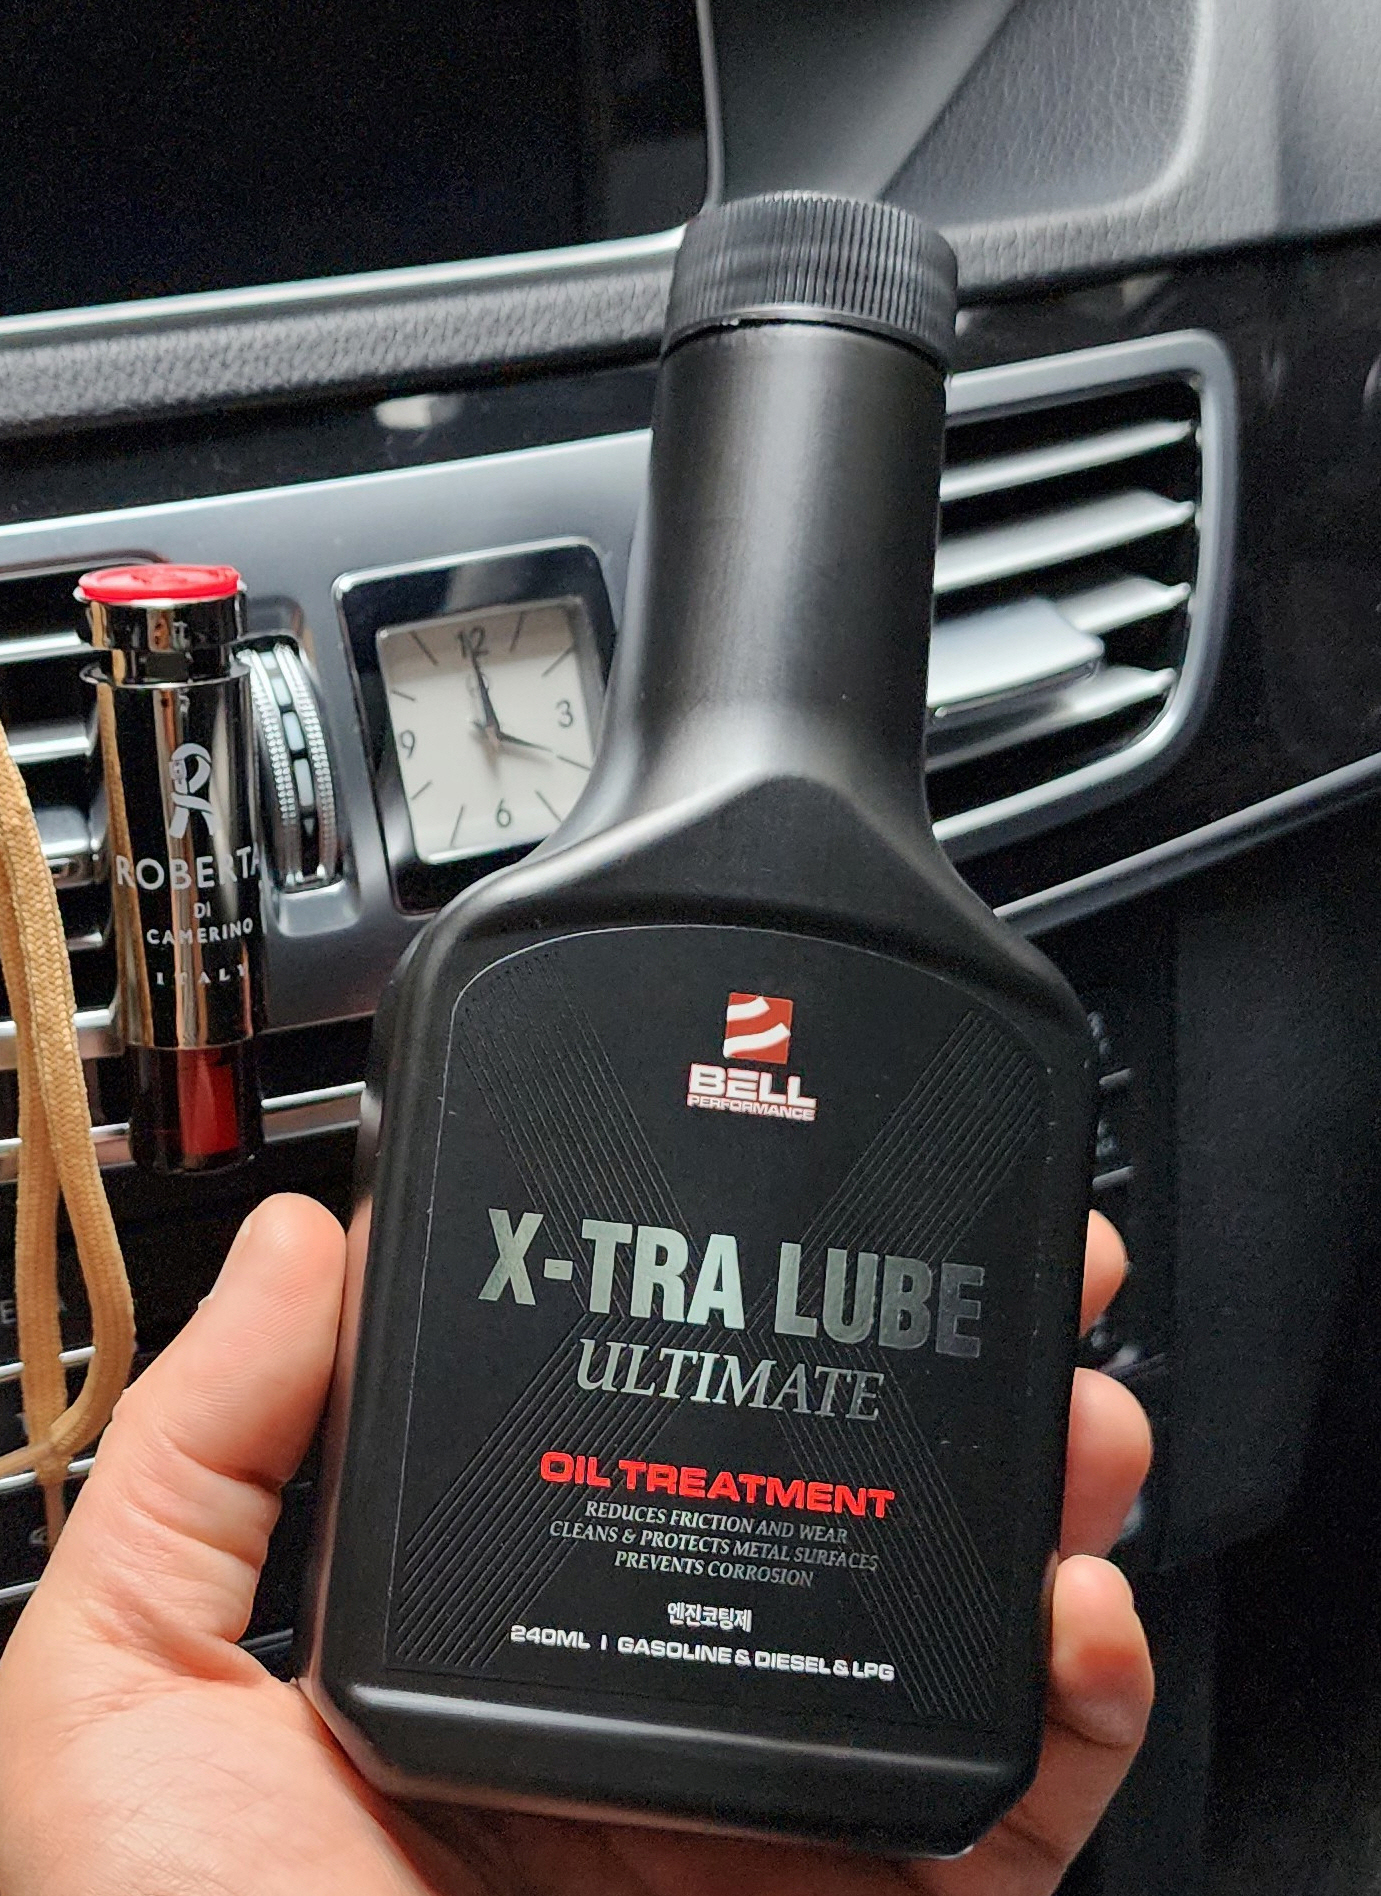 12
3
9
6
ROBERTA
DI
CAMERINO
ITALY
BELL
PERFORMANCE
X-TRA LUBE
ULTIMATE
OIL TREATMENT
REDUCES FRICTION AND WEAR
CLEANS & PROTECTS METAL SURFACES
PREVENTS CORROSION
엔진코팅제
240ML | GASOLINE & DIESEL & LPG